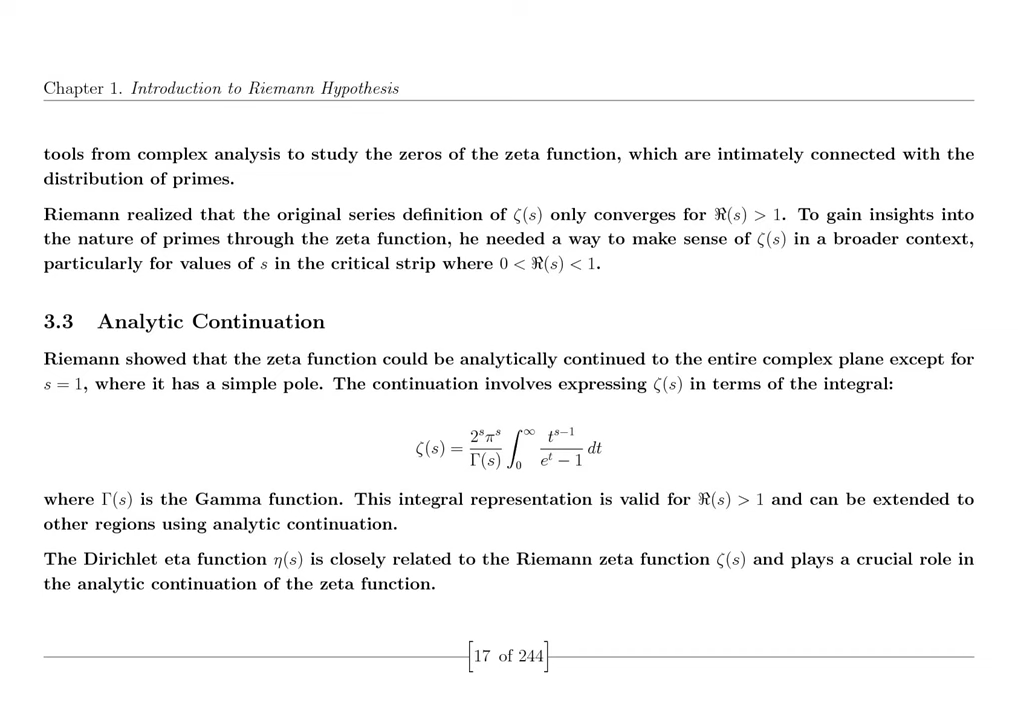 Chapter 1. Introduction to Riemann Hypothesis
tools from complex analysis to study the zeros of the zeta function, which are intimately connected with the
distribution of primes.
Riemann realized that the original series definition of ζ(s) only converges for ℜ(s) > 1. To gain insights into
the nature of primes through the zeta function, he needed a way to make sense of ζ(s) in a broader context,
particularly for values of s in the critical strip where 0 < ℜ(s) < 1.
3.3 Analytic Continuation
Riemann showed that the zeta function could be analytically continued to the entire complex plane except for
s = 1, where it has a simple pole. The continuation involves expressing ζ(s) in terms of the integral:
ζ(s) = \frac{2^s π^s}{Γ(s)} \int_0^∞ \frac{t^{s−1}}{e^t − 1} dt
where Γ(s) is the Gamma function. This integral representation is valid for ℜ(s) > 1 and can be extended to
other regions using analytic continuation.
The Dirichlet eta function η(s) is closely related to the Riemann zeta function ζ(s) and plays a crucial role in
the analytic continuation of the zeta function.
[17 of 244]